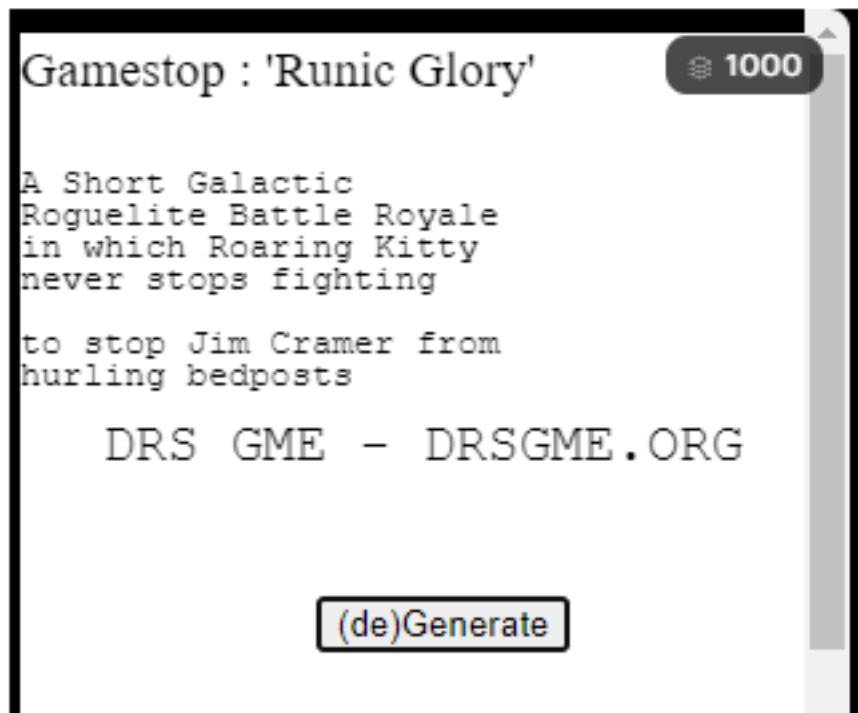 Gamestop : 'Runic Glory'
1000
A Short Galactic
Roguelite Battle Royale
in which Roaring Kitty
never stops fighting
to stop Jim Cramer from
hurling bedposts
DRS GME - DRSGME.ORG
(de)Generate